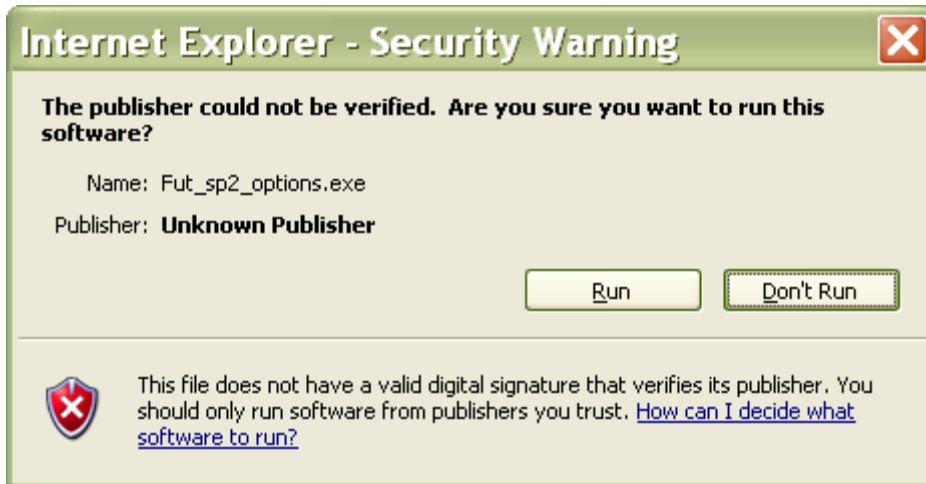 Internet Explorer - Security Warning
The publisher could not be verified.  Are you sure you want to run this
software?
Name: Fut_sp2_options.exe
Publisher: Unknown Publisher
Run
Don't Run
This file does not have a valid digital signature that verifies its publisher. You
should only run software from publishers you trust. How can I decide what
software to run?